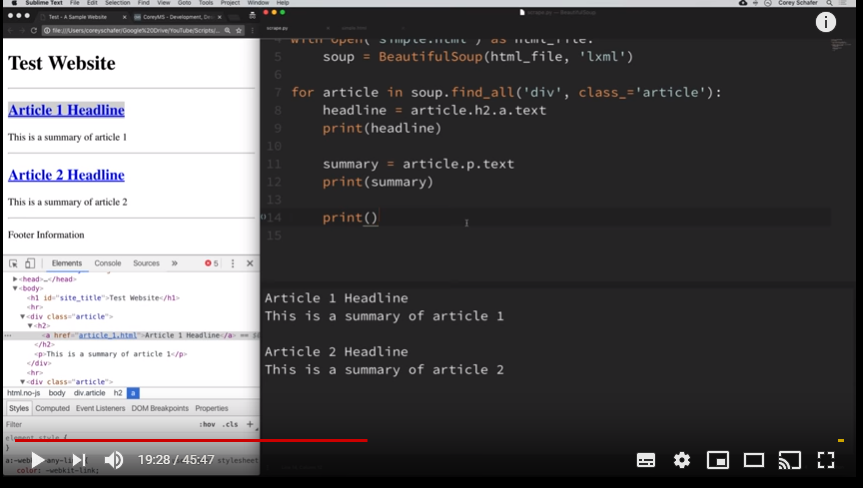 Sublime Text File Edit Selection Find View Goto Tools Project Window Help
Corey Schafer
Test - A Sample Website
CoreyMS - Development, De
scrape.py — BeautifulSoup
file:///Users/coreyschafer/Google%20Drive/YouTube/Scripts/...
scrape.py
Test Website
Article 1 Headline
This is a summary of article 1
Article 2 Headline
This is a summary of article 2
Footer Information
Elements Console Sources » 5
▶<head>…</head>
▼<body>
<h1 id="site_title">Test Website</h1>
<hr>
▼<div class="article">
▼<h2>
<a href="article_1.html">Article 1 Headline</a> ==
</h2>
<p>This is a summary of article 1</p>
</div>
<hr>
▼<div class="article">
html.no-js body div.article h2 a
Styles Computed Event Listeners DOM Breakpoints Properties
Filter :hov .cls +
element.style {
}
a:-webkit-any-link stylesheet
color: -webkit-link;
4 with open('simple.html') as html_file:
5 soup = BeautifulSoup(html_file, 'lxml')
6
7 for article in soup.find_all('div', class_='article'):
8 headline = article.h2.a.text
9 print(headline)
10
11 summary = article.p.text
12 print(summary)
13
14 print()
15
Article 1 Headline
This is a summary of article 1
Article 2 Headline
This is a summary of article 2
19:28 / 45:47